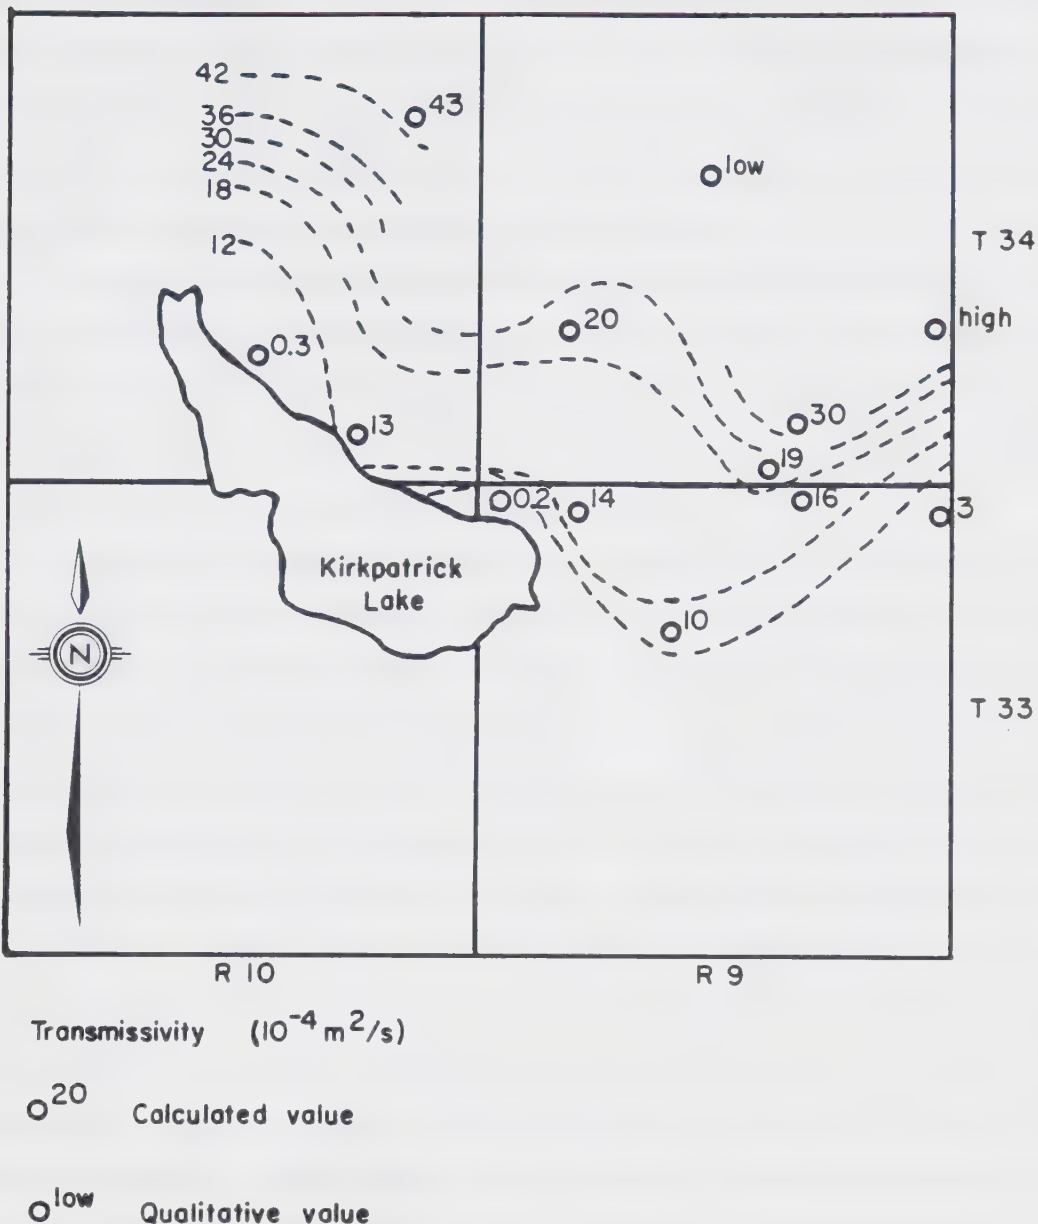 42
43
36
30
24
18
12
low
T 34
high
20
0.3
13
30
19
0.2
14
16
3
Kirkpatrick
Lake
10
N
T 33
R 10
R 9
Transmissivity (10⁻⁴ m²/s)
20 Calculated value
low Qualitative value